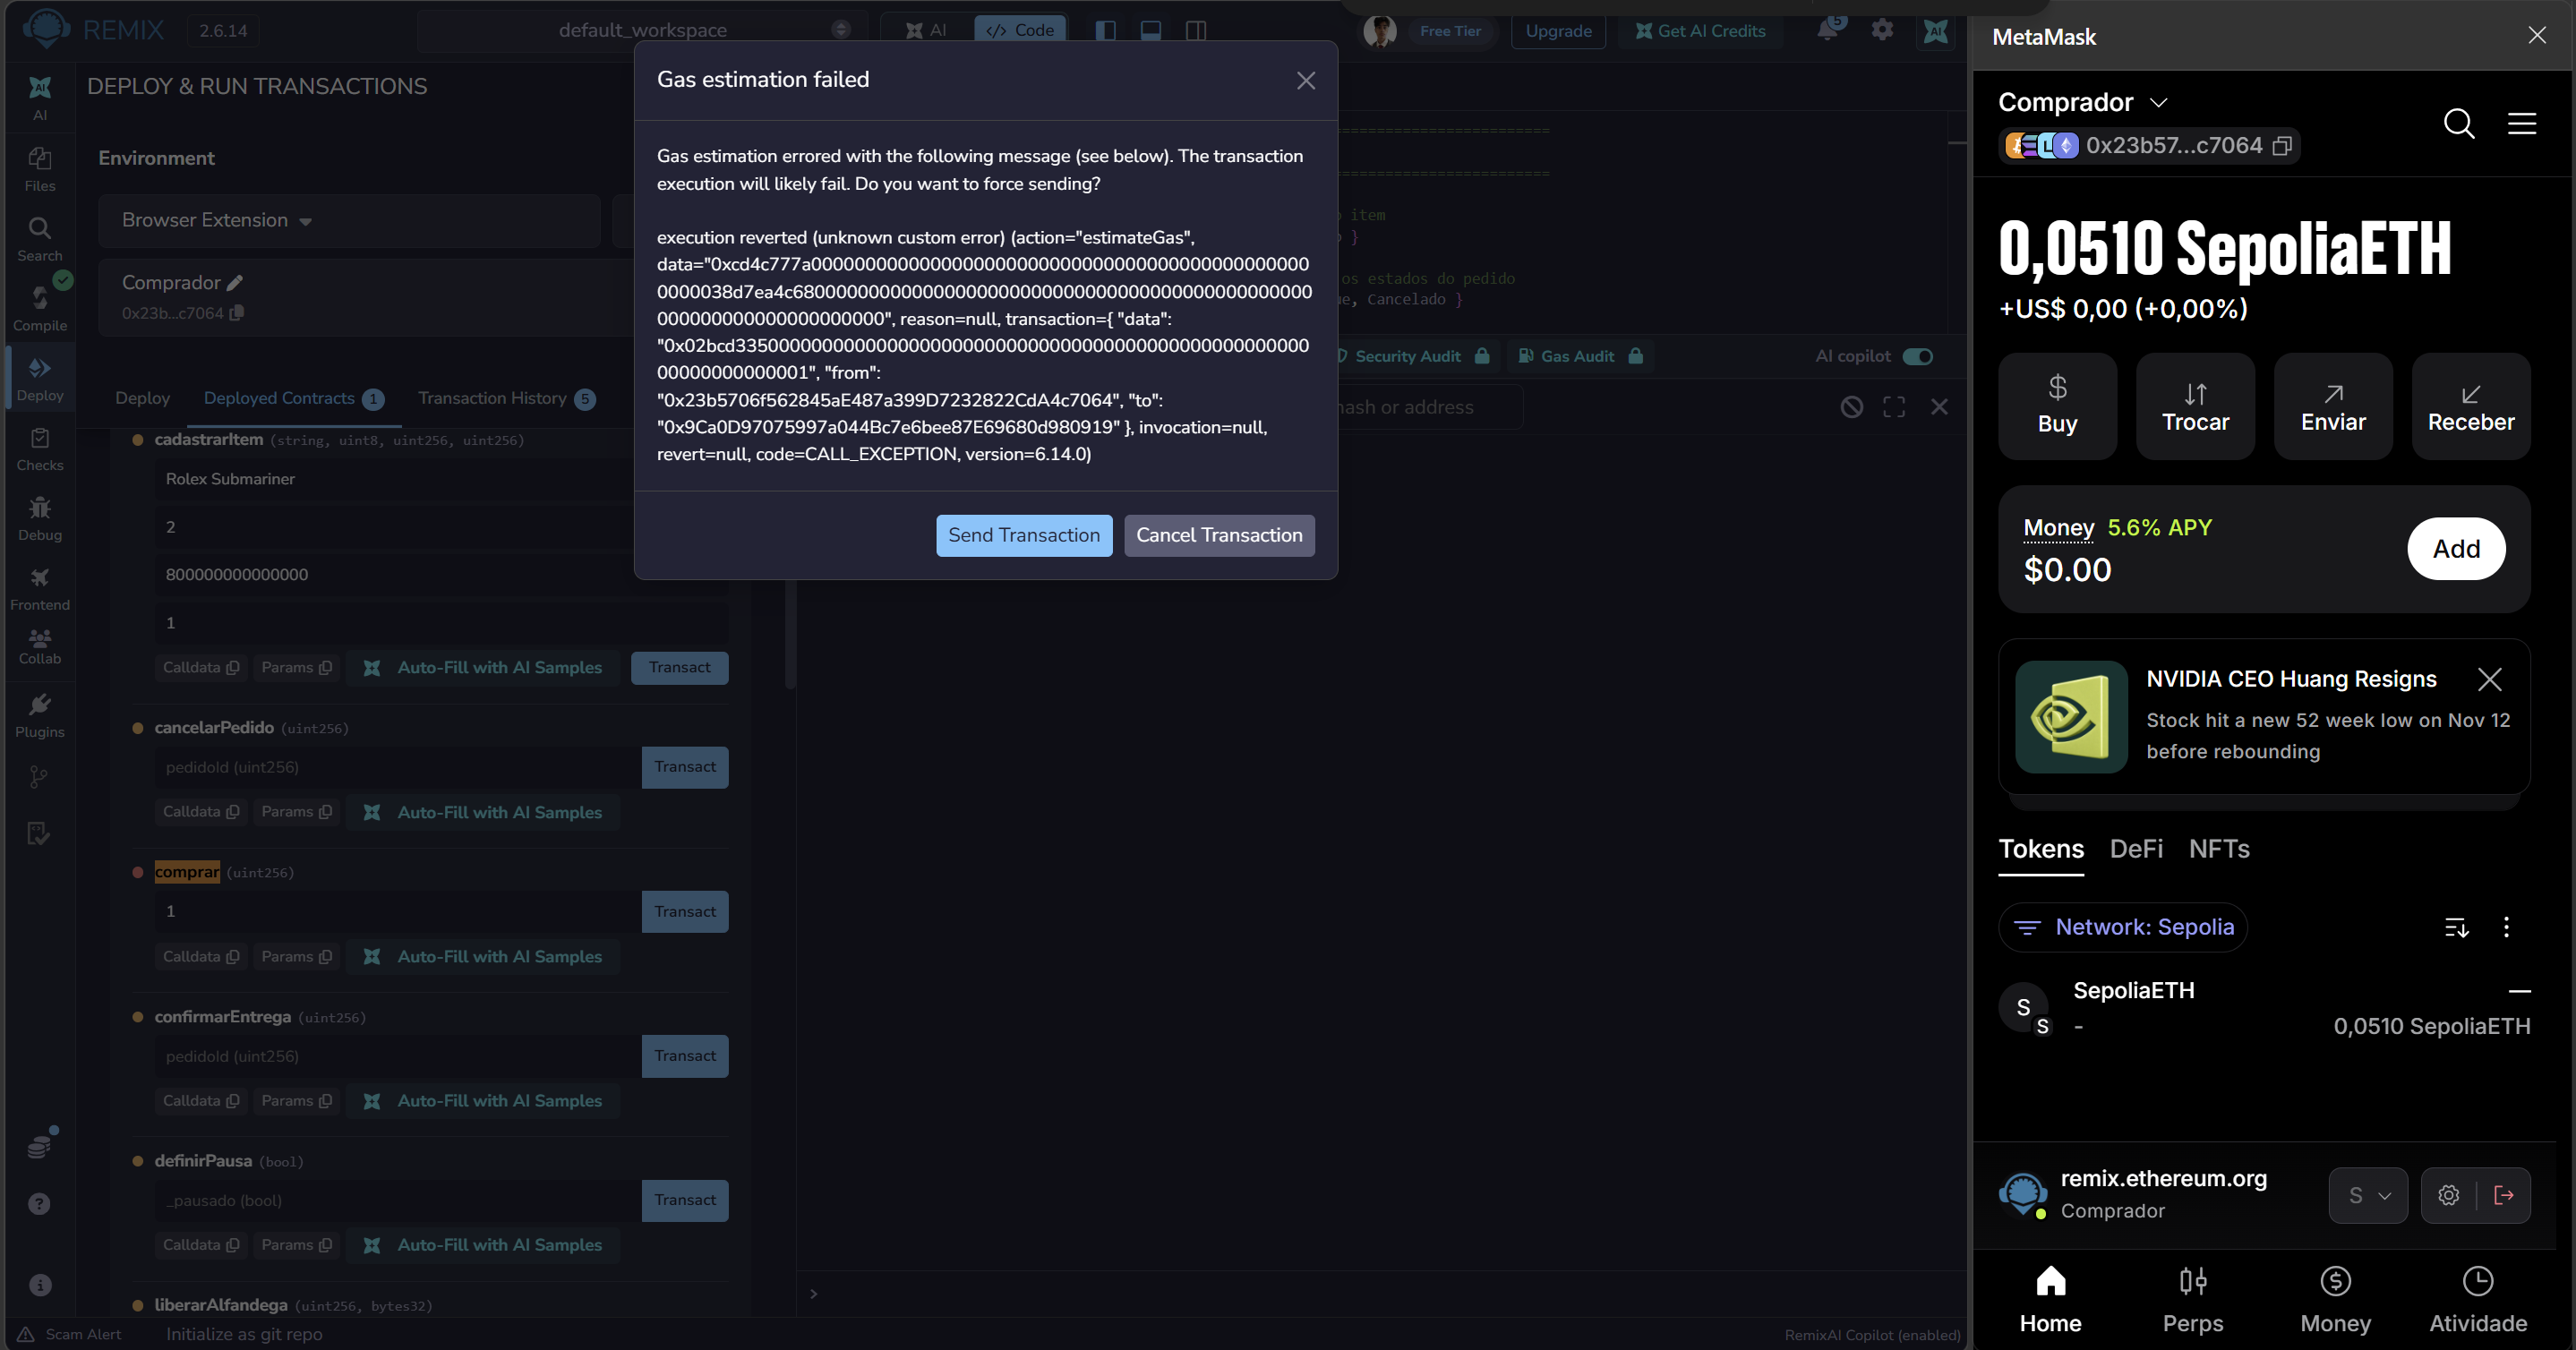 REMIX
2.6.14
default_workspace
AI
Code
Free Tier
Upgrade
Get AI Credits
5
AI
AI
Files
Search
Compile
Deploy
Checks
Debug
Frontend
Collab
Plugins
DEPLOY & RUN TRANSACTIONS
Environment
Browser Extension
Comprador
0x23b...c7064
Deploy
Deployed Contracts 1
Transaction History 5
cadastrarItem (string, uint8, uint256, uint256)
Rolex Submariner
2
800000000000000
1
Calldata
Params
Auto-Fill with AI Samples
Transact
cancelarPedido (uint256)
pedidoId (uint256)
Transact
Calldata
Params
Auto-Fill with AI Samples
comprar (uint256)
1
Transact
Calldata
Params
Auto-Fill with AI Samples
confirmarEntrega (uint256)
pedidoId (uint256)
Transact
Calldata
Params
Auto-Fill with AI Samples
definirPausa (bool)
_pausado (bool)
Transact
Calldata
Params
Auto-Fill with AI Samples
liberarAlfandega (uint256, bytes32)
Scam Alert
Initialize as git repo
RemixAI Copilot (enabled)
Gas estimation failed
Gas estimation errored with the following message (see below). The transaction
execution will likely fail. Do you want to force sending?
execution reverted (unknown custom error) (action="estimateGas",
revert=null, code=CALL_EXCEPTION, version=6.14.0)
"0x23b5706f562845aE487a399D7232822CdA4c7064", "to":
"0x9Ca0D97075997a044Bc7e6bee87E69680d980919" }, invocation=null,
Send Transaction
Cancel Transaction
item
}
os estados do pedido
ue, Cancelado }
Security Audit
Gas Audit
AI copilot
hash or address
>
MetaMask
Comprador
0x23b57...c7064
0,0510 SepoliaETH
+US$ 0,00 (+0,00%)
Buy
Trocar
Enviar
Receber
Money 5.6% APY
$0.00
Add
NVIDIA CEO Huang Resigns
Stock hit a new 52 week low on Nov 12
before rebounding
Tokens
DeFi
NFTs
Network: Sepolia
S
S
SepoliaETH
—
-
0,0510 SepoliaETH
remix.ethereum.org
Comprador
S
Home
Perps
Money
Atividade